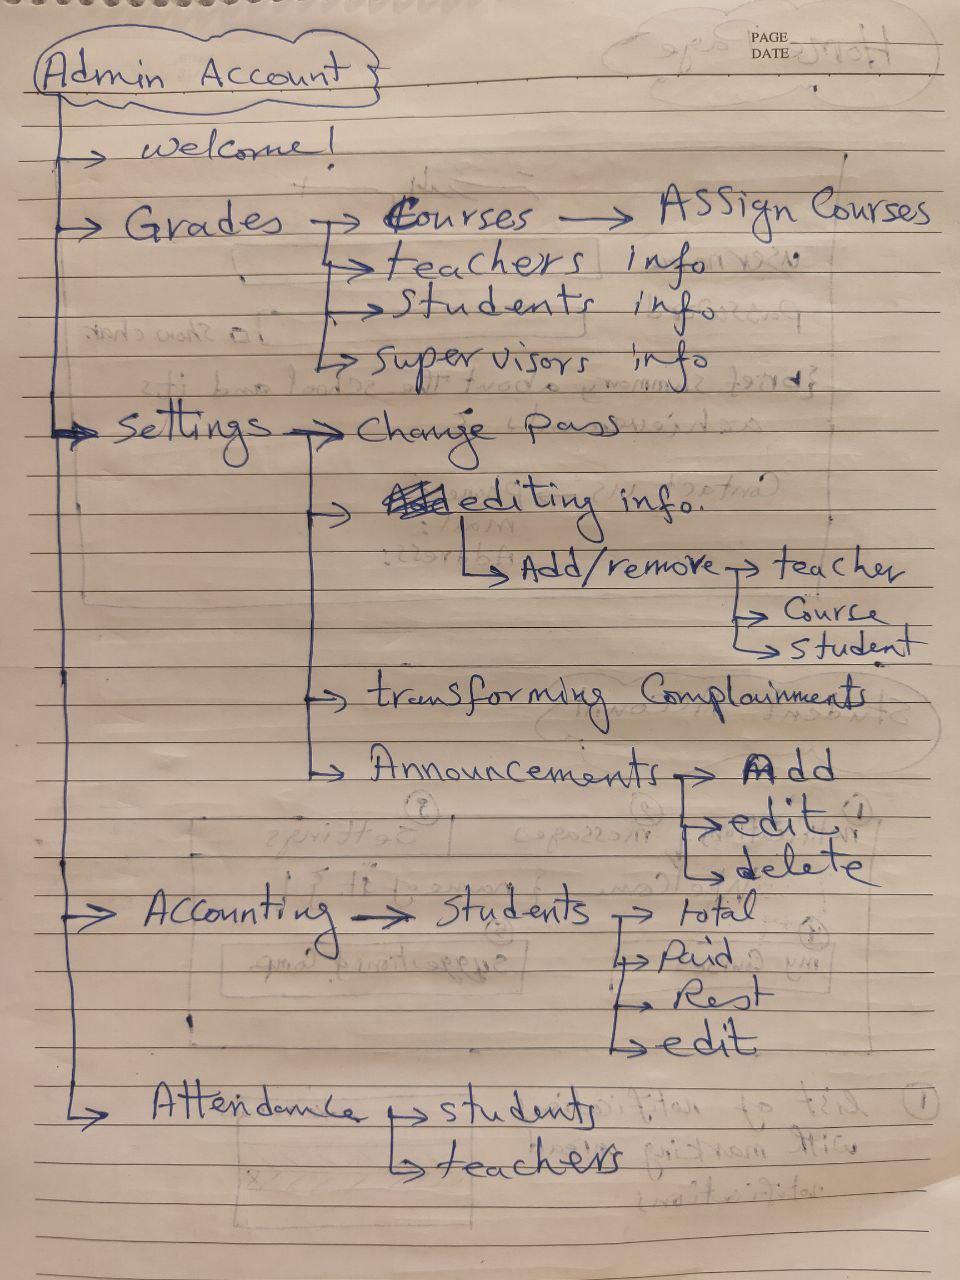 PAGE
DATE
Admin Account
welcome!
Grades → Courses → Assign Courses
→ teachers info
→ students info
→ supervisors info
→ settings → change pass
→ editing info.
→ Add/remove → teacher
→ Course
→ student
→ transforming Complainments
→ Announcements → Add
→ edit
→ delete
→ Accounting → students → total
→ Paid
→ Rest
→ edit
→ Attendance → students
→ teachers